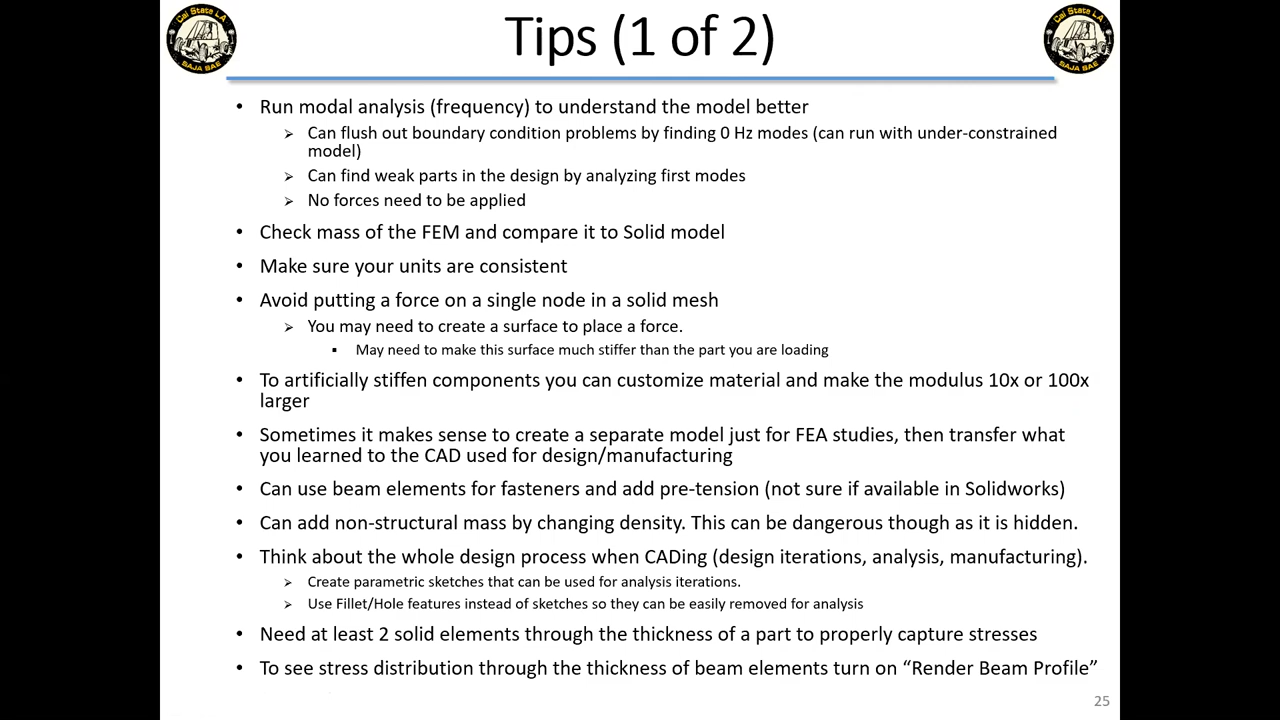 Cal State LA
BAJA SAE
Tips (1 of 2)
Cal State LA
BAJA SAE
• Run modal analysis (frequency) to understand the model better
➢ Can flush out boundary condition problems by finding 0 Hz modes (can run with under-constrained
model)
➢ Can find weak parts in the design by analyzing first modes
➢ No forces need to be applied
• Check mass of the FEM and compare it to Solid model
• Make sure your units are consistent
• Avoid putting a force on a single node in a solid mesh
➢ You may need to create a surface to place a force.
▪ May need to make this surface much stiffer than the part you are loading
• To artificially stiffen components you can customize material and make the modulus 10x or 100x
larger
• Sometimes it makes sense to create a separate model just for FEA studies, then transfer what
you learned to the CAD used for design/manufacturing
• Can use beam elements for fasteners and add pre-tension (not sure if available in Solidworks)
• Can add non-structural mass by changing density. This can be dangerous though as it is hidden.
• Think about the whole design process when CADing (design iterations, analysis, manufacturing).
➢ Create parametric sketches that can be used for analysis iterations.
➢ Use Fillet/Hole features instead of sketches so they can be easily removed for analysis
• Need at least 2 solid elements through the thickness of a part to properly capture stresses
• To see stress distribution through the thickness of beam elements turn on “Render Beam Profile”
25